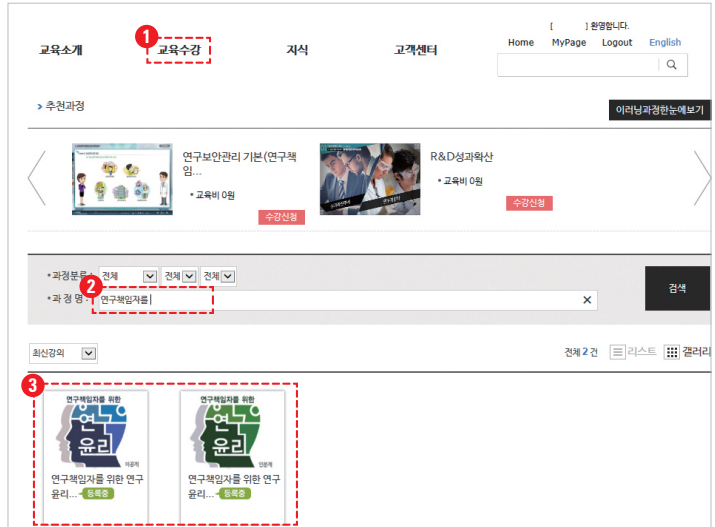 [ ] 환영합니다.
Home MyPage Logout English
교육소개 1 교육수강 지식 고객센터
> 추천과정
이러닝과정한눈에보기
연구보안관리 기본(연구책임...
• 교육비 0원
수강신청
R&D성과확산
• 교육비 0원
수강신청
• 과정분류 : 전체 전체 전체
2
• 과 정 명 : 연구책임자를
검색
최신강의
전체 2 건 리스트 갤러리
3
연구책임자를 위한
연구
윤리
이공계
연구책임자를 위한 연구
윤리... 등록중
연구책임자를 위한
연구
윤리
인문계
연구책임자를 위한 연구
윤리... 등록중